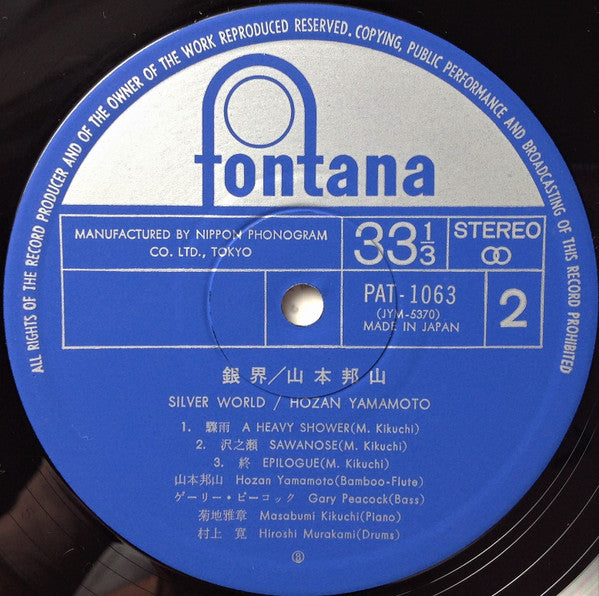 ALL RIGHTS OF THE RECORD PRODUCER AND OF THE OWNER OF THE WORK REPRODUCED RESERVED. COPYING, PUBLIC PERFORMANCE AND BROADCASTING OF THIS RECORD PROHIBITED
fontana
MANUFACTURED BY NIPPON PHONOGRAM
CO. LTD., TOKYO
33 1/3
STEREO
PAT-1063
(JYM-5370)
MADE IN JAPAN
2
銀界/山本邦山
SILVER WORLD / HOZAN YAMAMOTO
1. 驟雨 A HEAVY SHOWER(M. Kikuchi)
2. 沢之瀬 SAWANOSE(M. Kikuchi)
3. 終 EPILOGUE(M. Kikuchi)
山本邦山 Hozan Yamamoto(Bamboo-Flute)
ゲーリー・ピーコック Gary Peacock(Bass)
菊地雅章 Masabumi Kikuchi(Piano)
村上 寛 Hiroshi Murakami(Drums)